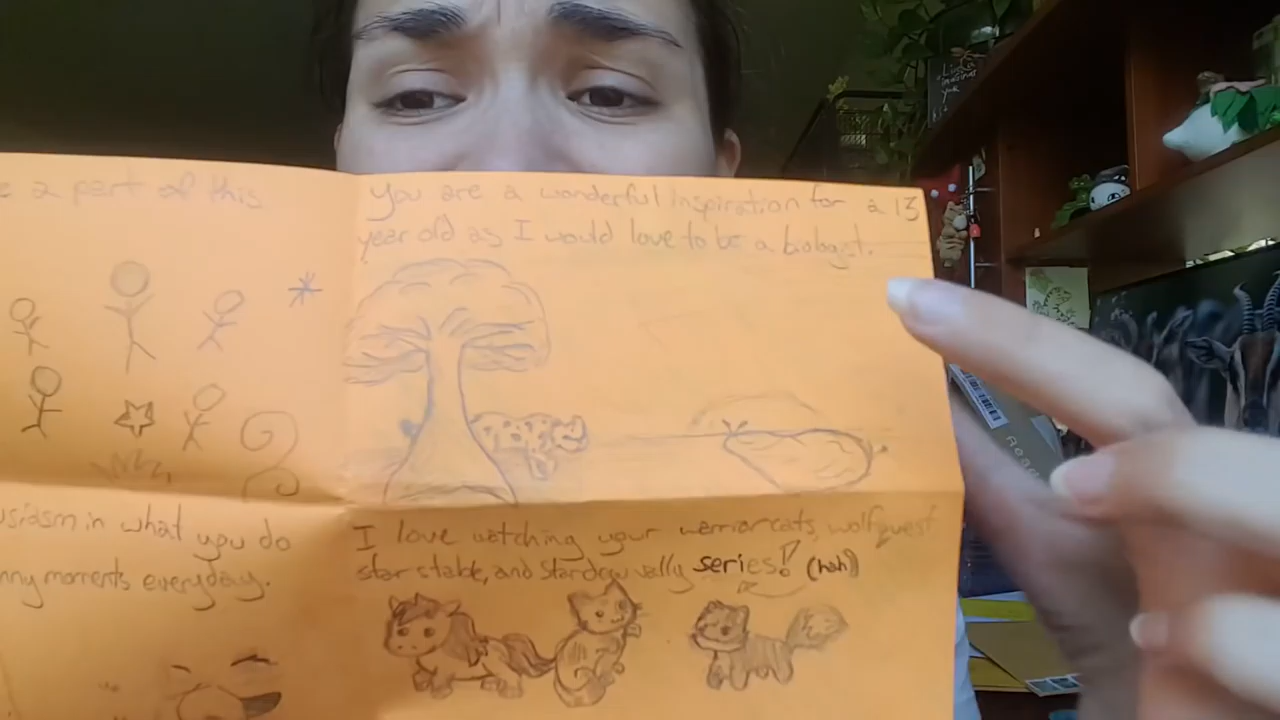 e a part of this
You are a wonderful inspiration for a 13
year old as I would love to be a biologist.
usiasm in what you do
nny moments everyday.
I love watching your warriorcats, wolfquest
star stable, and Stardew vally series! (hah)